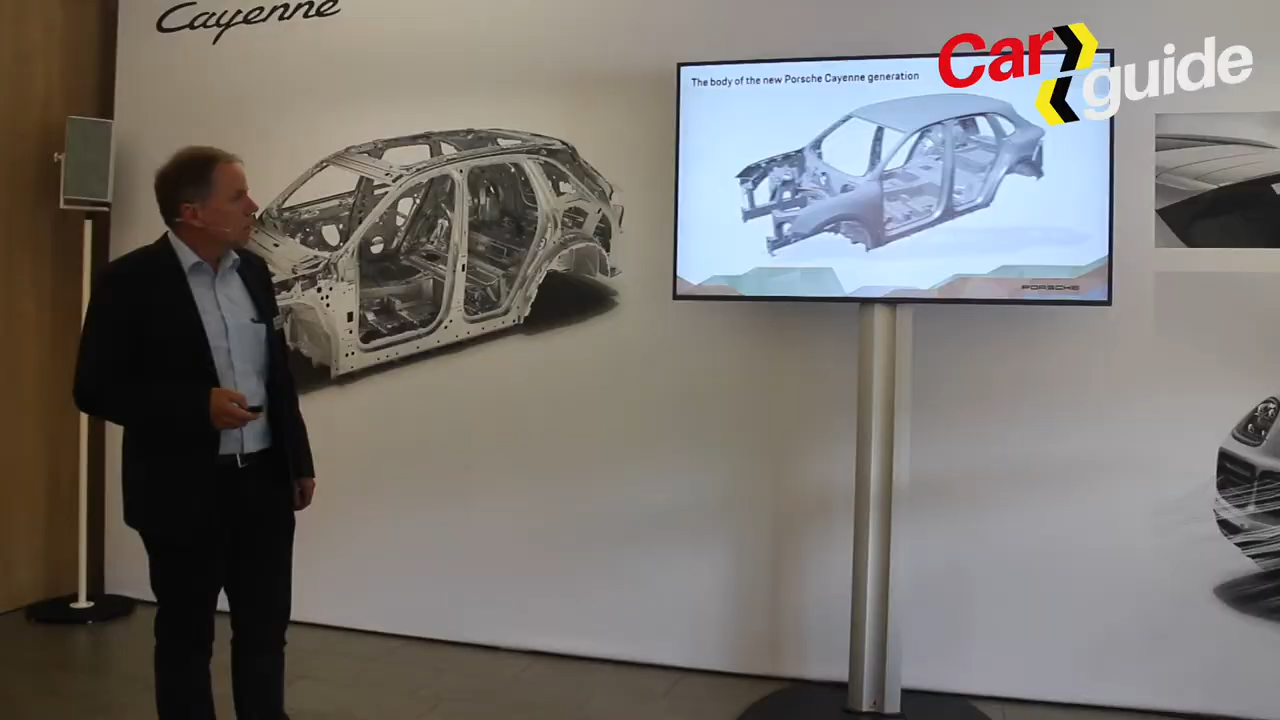 Cayenne
Car
guide
The body of the new Porsche Cayenne generation
PORSCHE